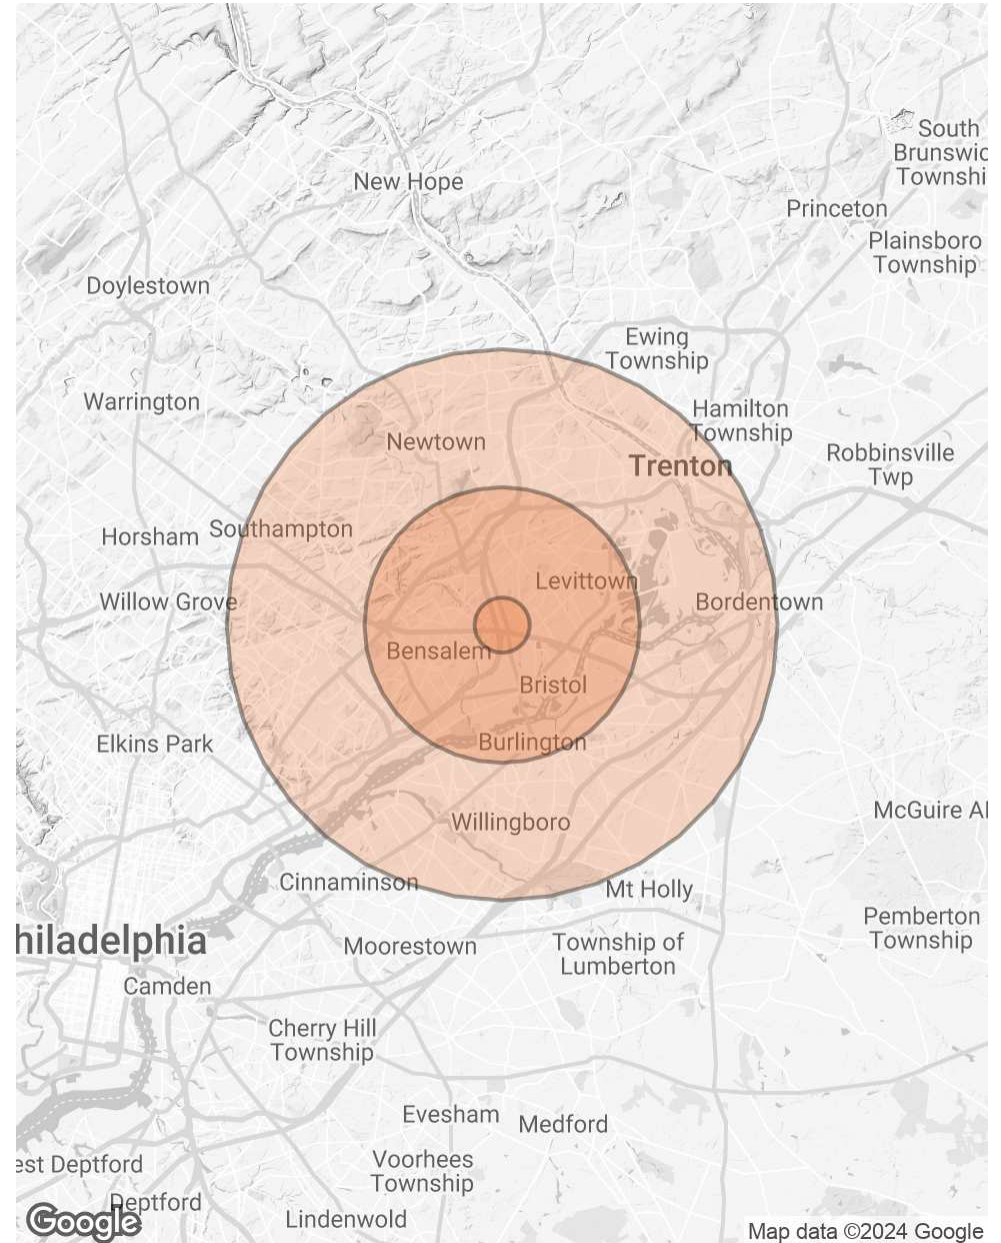 South
Brunswic
Townshi
New Hope
Princeton
Plainsboro
Township
Doylestown
Ewing
Township
Warrington
Hamilton
Township
Newtown
Robbinsville
Twp
Trenton
Southampton
Horsham
Levittown
Willow Grove
Bordentown
Bensalem
Bristol
Burlington
Elkins Park
McGuire A
Willingboro
Cinnaminson
Mt Holly
Pemberton
Township
hiladelphia
Moorestown
Township of
Lumberton
Camden
Cherry Hill
Township
Evesham
Medford
est Deptford
Voorhees
Township
Deptford
Lindenwold
Google
Map data ©2024 Google